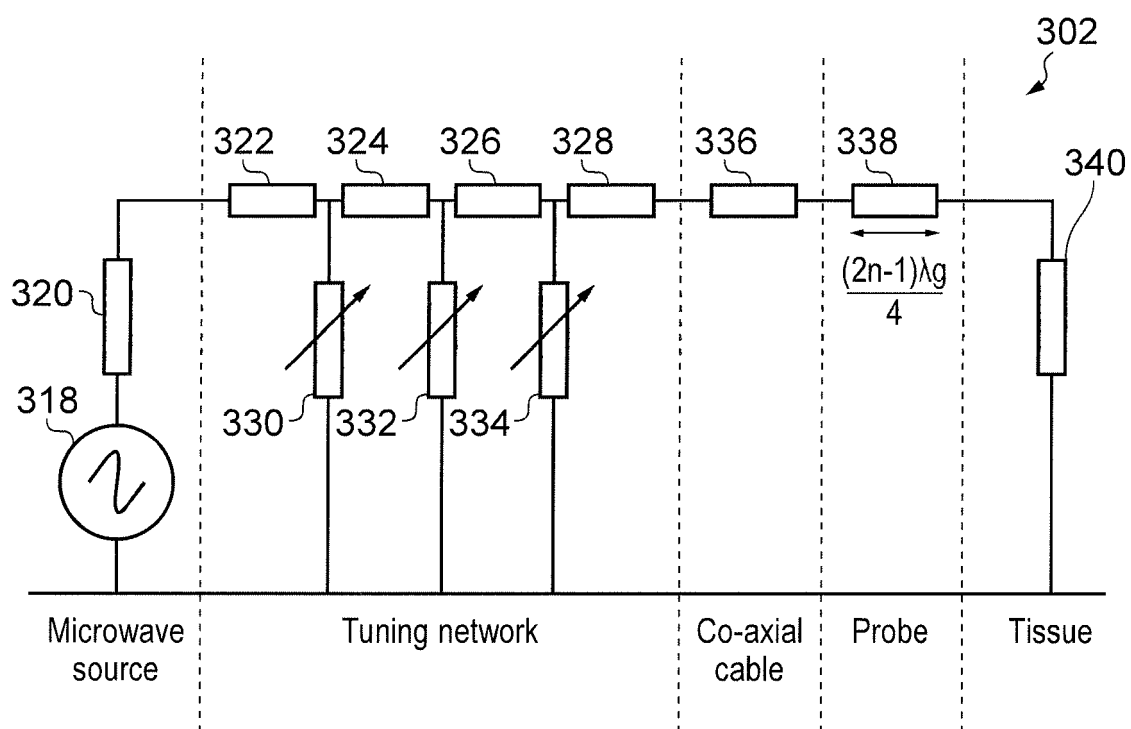 302
322
324
326
328
336
338
340
320
(2n-1)λg
4
318
330
332
334
Microwave
source
Tuning network
Co-axial
cable
Probe
Tissue